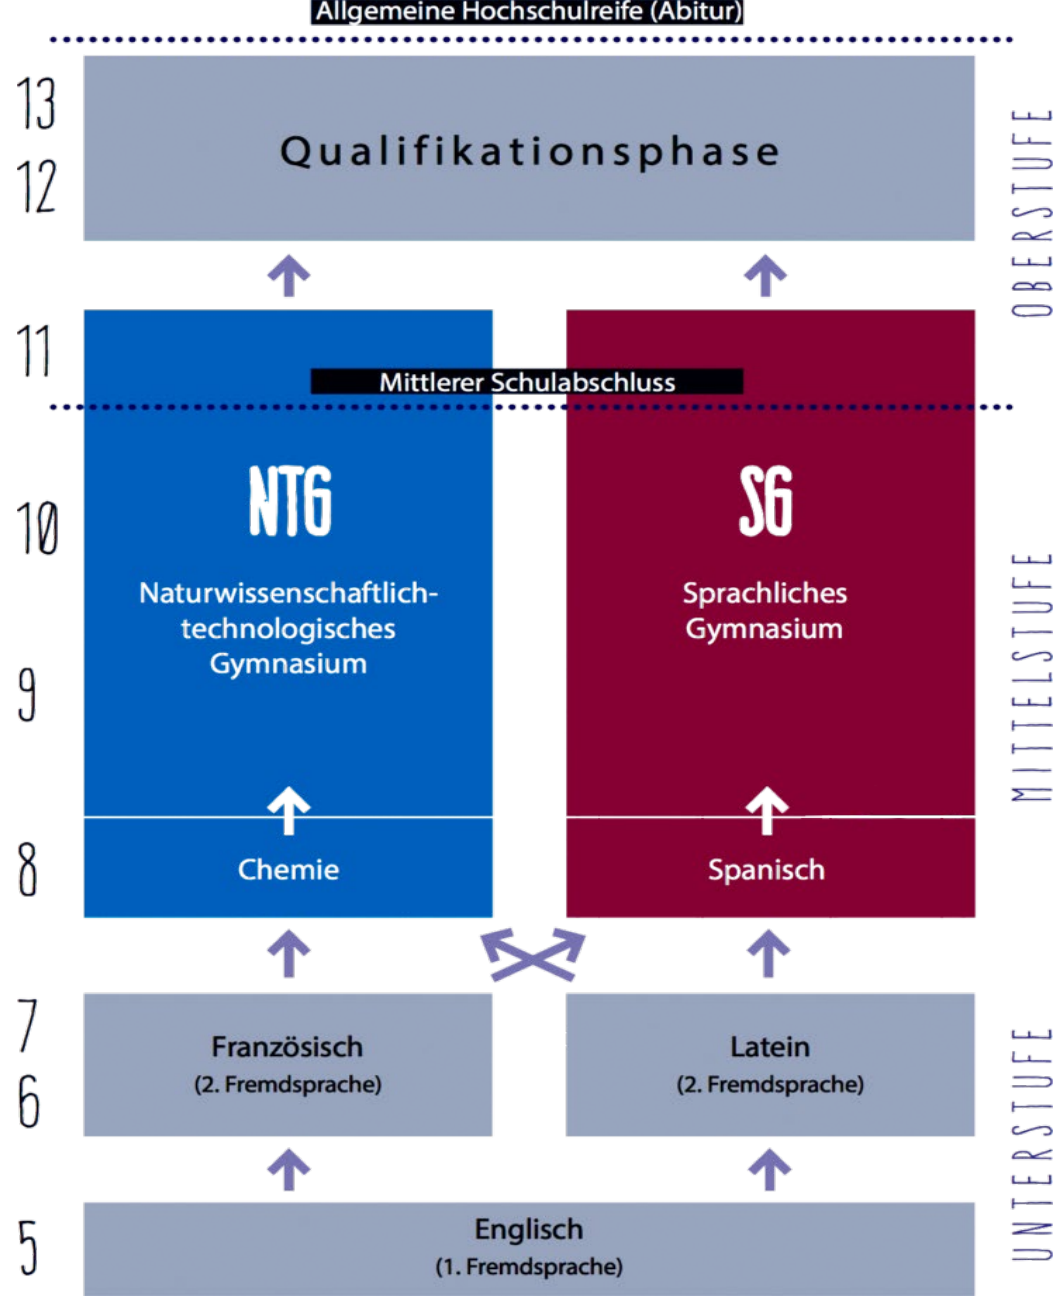 Allgemeine Hochschulreife (Abitur)
13
12
Qualifikationsphase
OBERSTUFE
11
Mittlerer Schulabschluss
10
NTG
Naturwissenschaftlich-
technologisches
Gymnasium
SG
Sprachliches
Gymnasium
MITTELSTUFE
9
8
Chemie
Spanisch
7
6
Französisch
(2. Fremdsprache)
Latein
(2. Fremdsprache)
UNTERSTUFE
5
Englisch
(1. Fremdsprache)